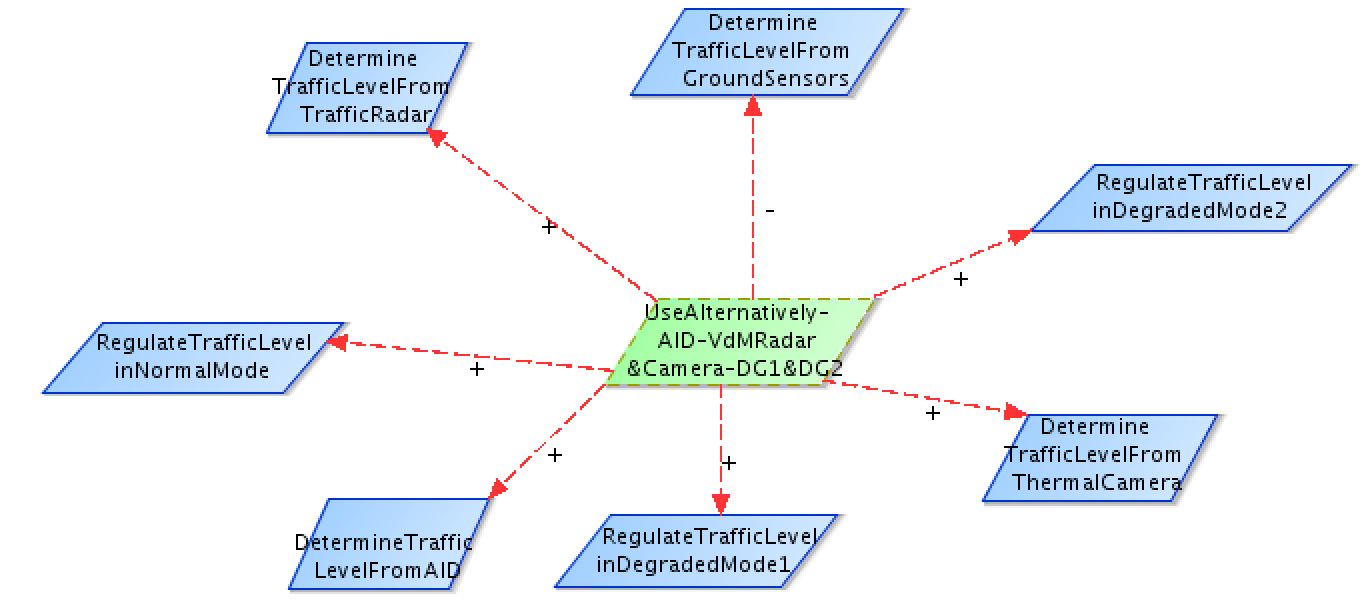 Determine
TrafficLevelFrom
GroundSensors
Determine
TrafficLevelFrom
TrafficRadar
RegulateTrafficLevel
inDegradedMode2
-
+
+
UseAlternatively-
AID-VdMRadar
&Camera-DG1&DG2
RegulateTrafficLevel
inNormalMode
+
+
Determine
TrafficLevelFrom
ThermalCamera
+
+
DetermineTraffic
LevelFromAID
RegulateTrafficLevel
inDegradedMode1